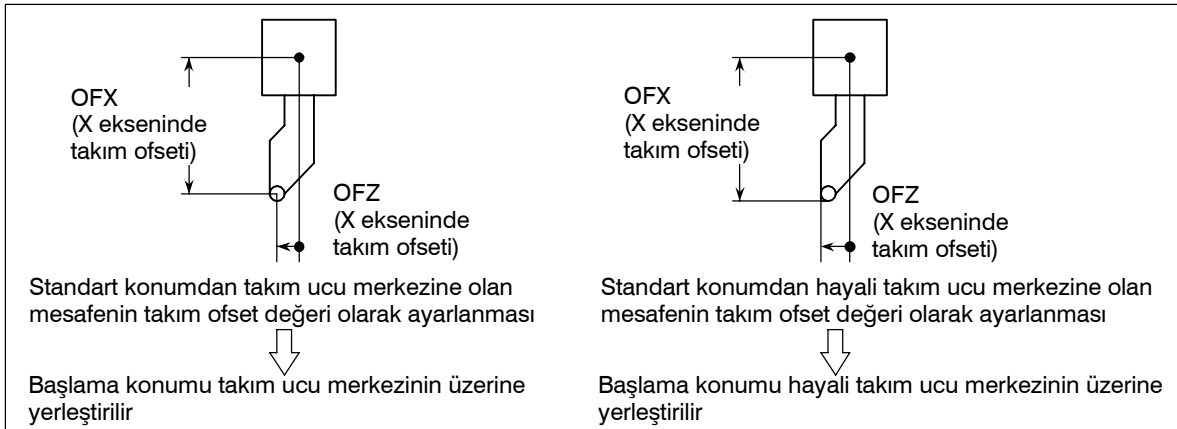 OFX
(X ekseninde
takım ofseti)
OFZ
(X ekseninde
takım ofseti)
Standart konumdan takım ucu merkezine olan
mesafenin takım ofset değeri olarak ayarlanması
Başlama konumu takım ucu merkezinin üzerine
yerleştirilir
OFX
(X ekseninde
takım ofseti)
OFZ
(X ekseninde
takım ofseti)
Standart konumdan hayali takım ucu merkezine olan
mesafenin takım ofset değeri olarak ayarlanması
Başlama konumu hayali takım ucu merkezinin üzerine
yerleştirilir